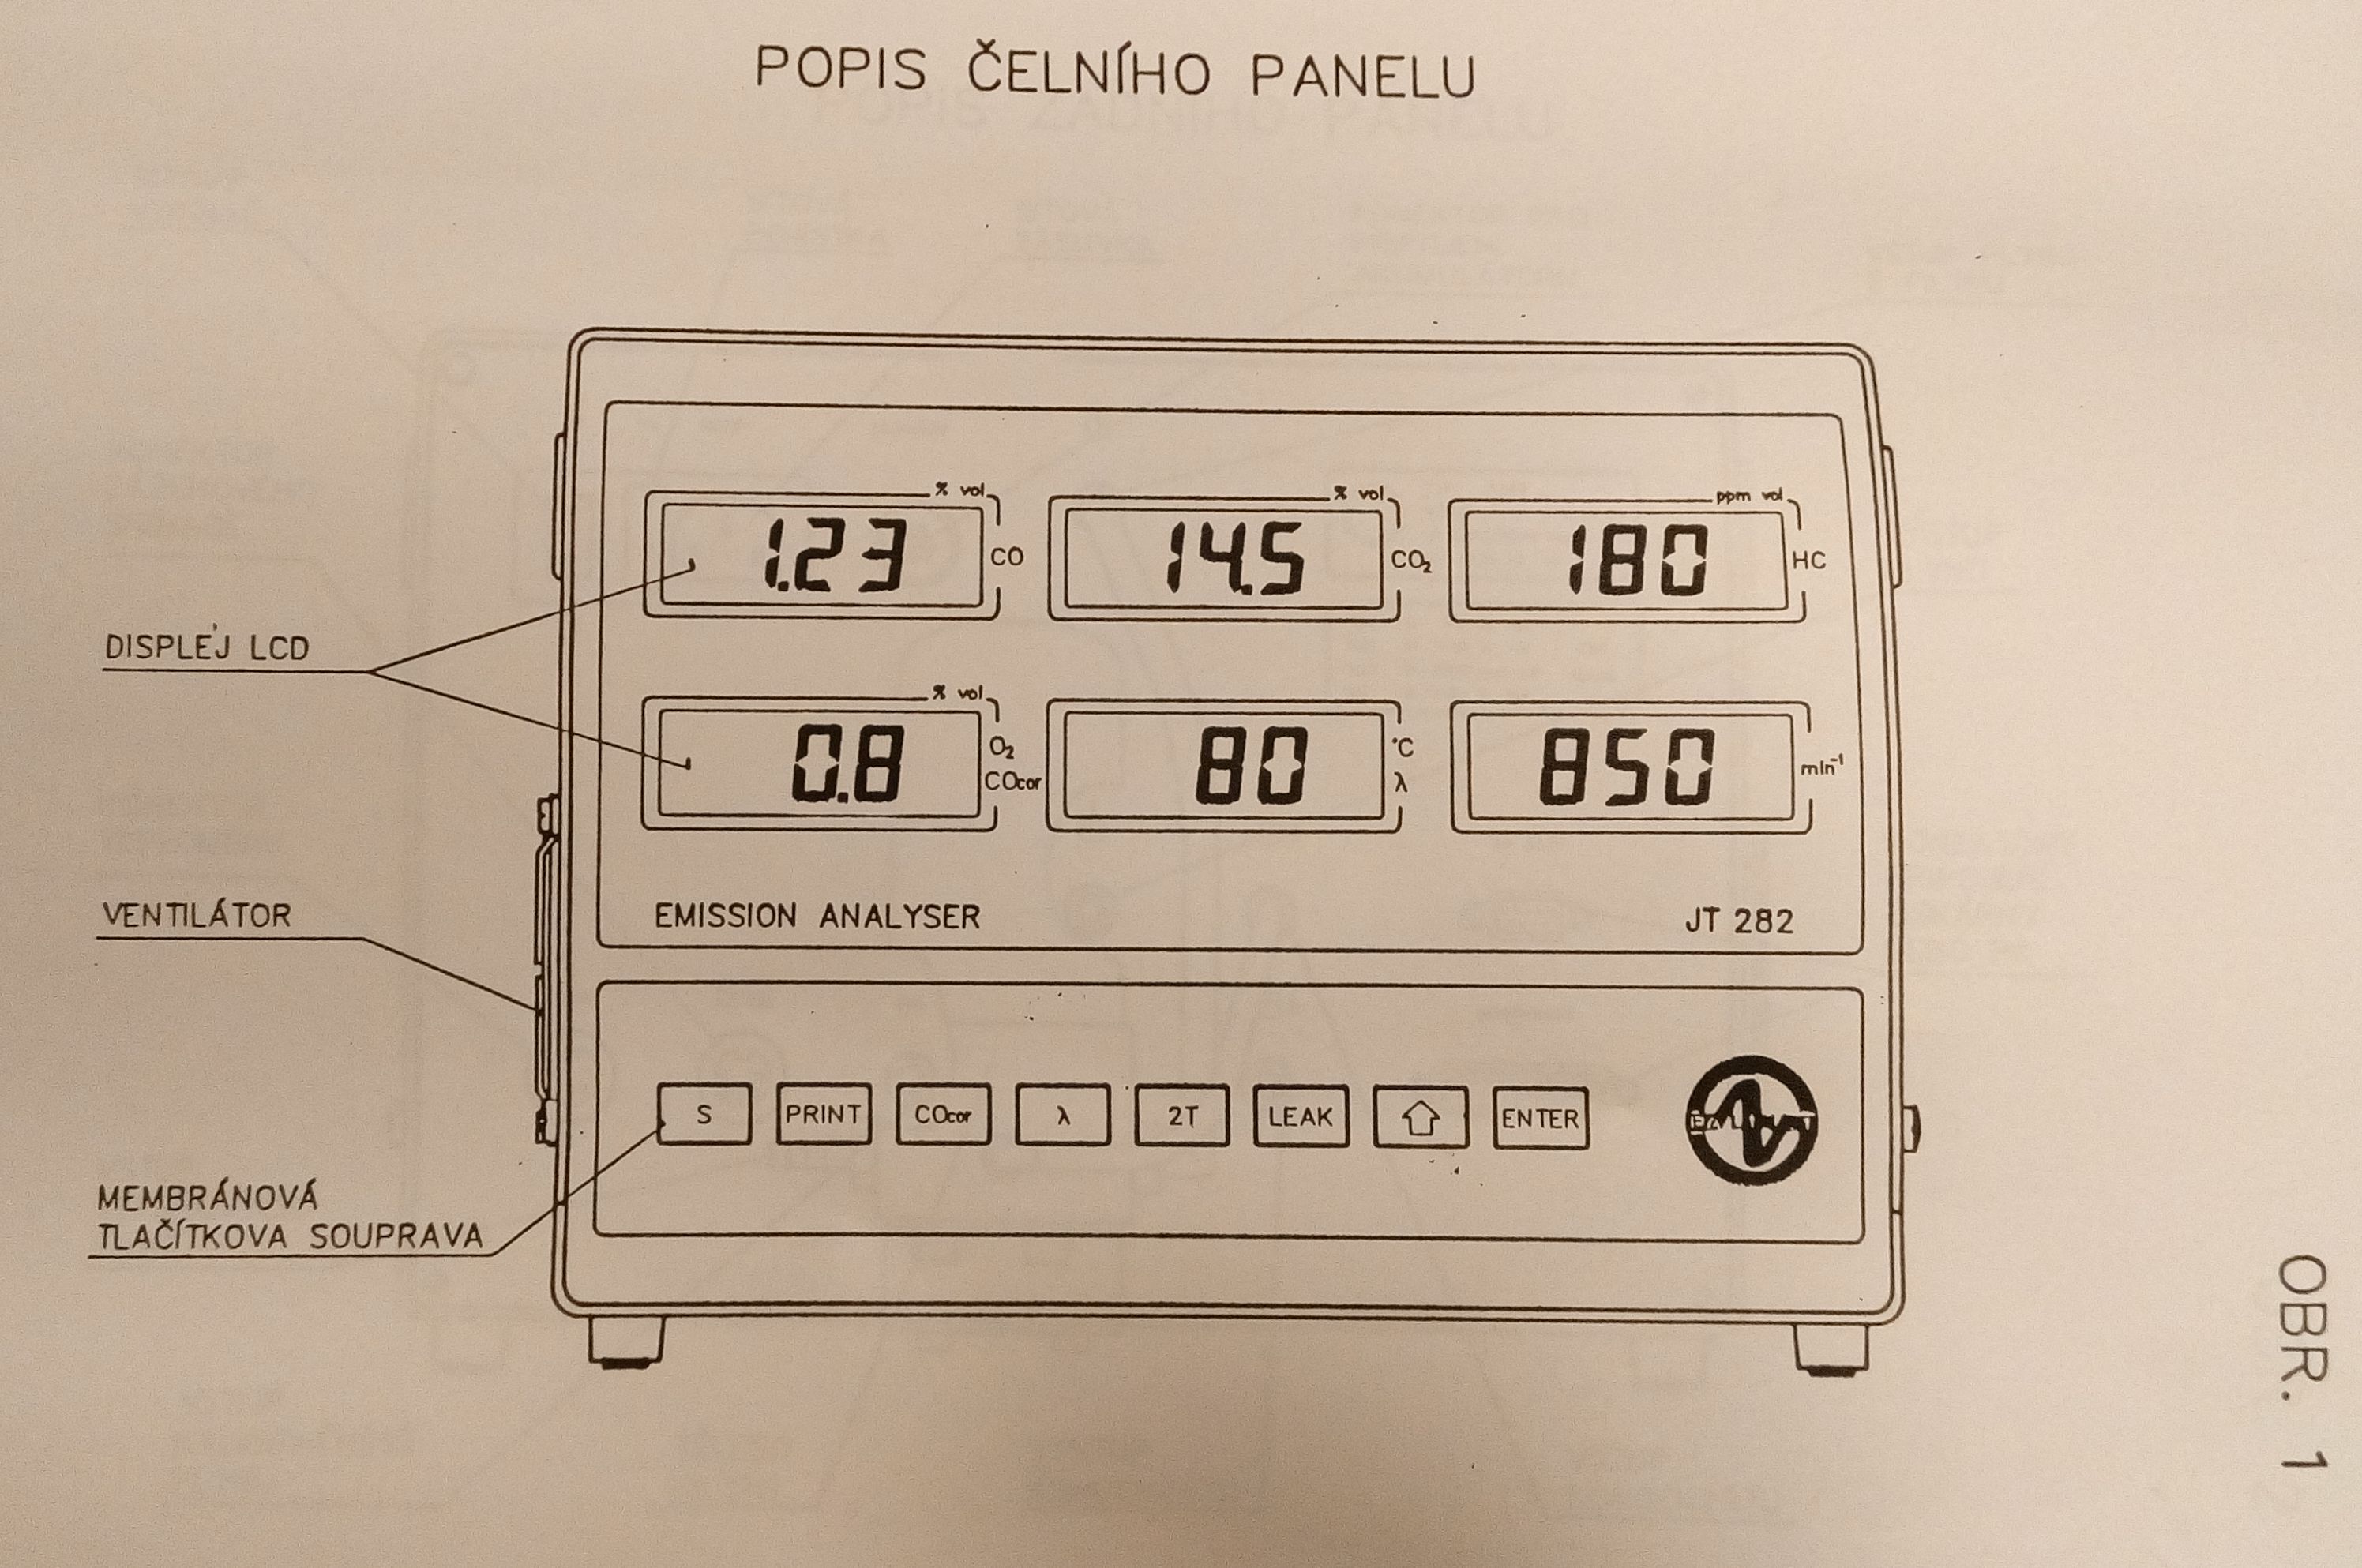 POPIS ČELNÍHO PANELU
% vol
1.23
CO
% vol
14.5
CO₂
ppm vol
180
HC
DISPLEJ LCD
% vol
0.8
O₂
COcor
80
°C
λ
850
min⁻¹
VENTILÁTOR
EMISSION ANALYSER
JT 282
S
PRINT
COcor
λ
2T
LEAK
ENTER
MEMBRÁNOVÁ
TLAČÍTKOVA SOUPRAVA
OBR. 1